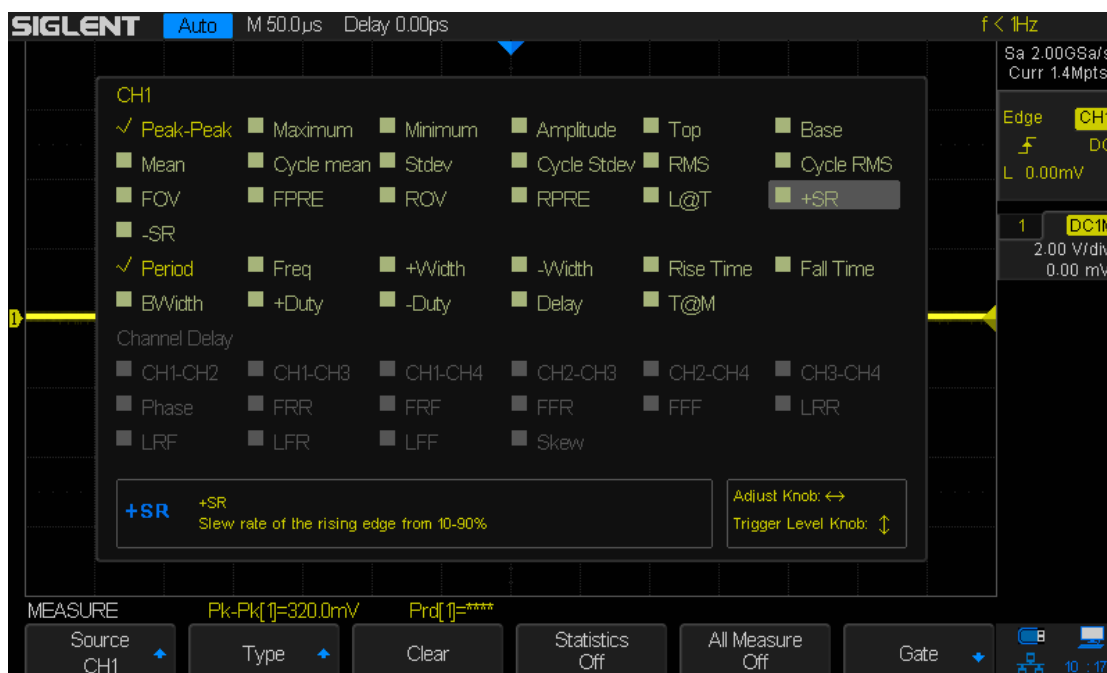 SIGLENT Auto M 50.0µs Delay 0.00ps f < 1Hz
Sa 2.00GSa/s
Curr 1.4Mpts
CH1
✓ Peak-Peak Maximum Minimum Amplitude Top Base
Edge CH1
Mean Cycle mean Stdev Cycle Stdev RMS Cycle RMS
DC
L 0.00mV
FOV FPRE ROV RPRE L@T +SR
-SR
1 DC1M
2.00 V/div
0.00 mV
✓ Period Freq +Width -Width Rise Time Fall Time
BWidth +Duty -Duty Delay T@M
1
Channel Delay
CH1-CH2 CH1-CH3 CH1-CH4 CH2-CH3 CH2-CH4 CH3-CH4
Phase FRR FRF FFR FFF LRR
LRF LFR LFF Skew
+SR
+SR
Slew rate of the rising edge from 10-90%
Adjust Knob: ↔
Trigger Level Knob: ↕
MEASURE Pk-Pk[1]=320.0mV Prd[1]=****
Source
CH1
Type
Clear
Statistics
Off
All Measure
Off
Gate
10 : 17